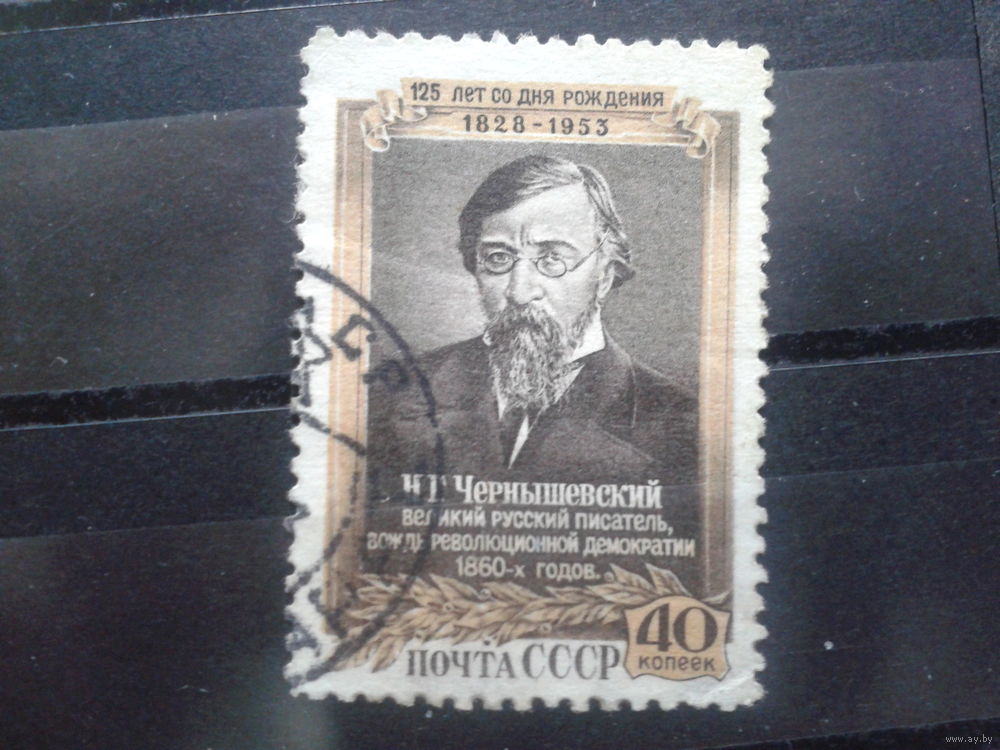 125 лет со дня рождения
1828 - 1953
Н.Г. Чернышевский
великий русский писатель,
вождь революционной демократии
1860-х годов.
40
копеек
ПОЧТА СССР
www.ay.by